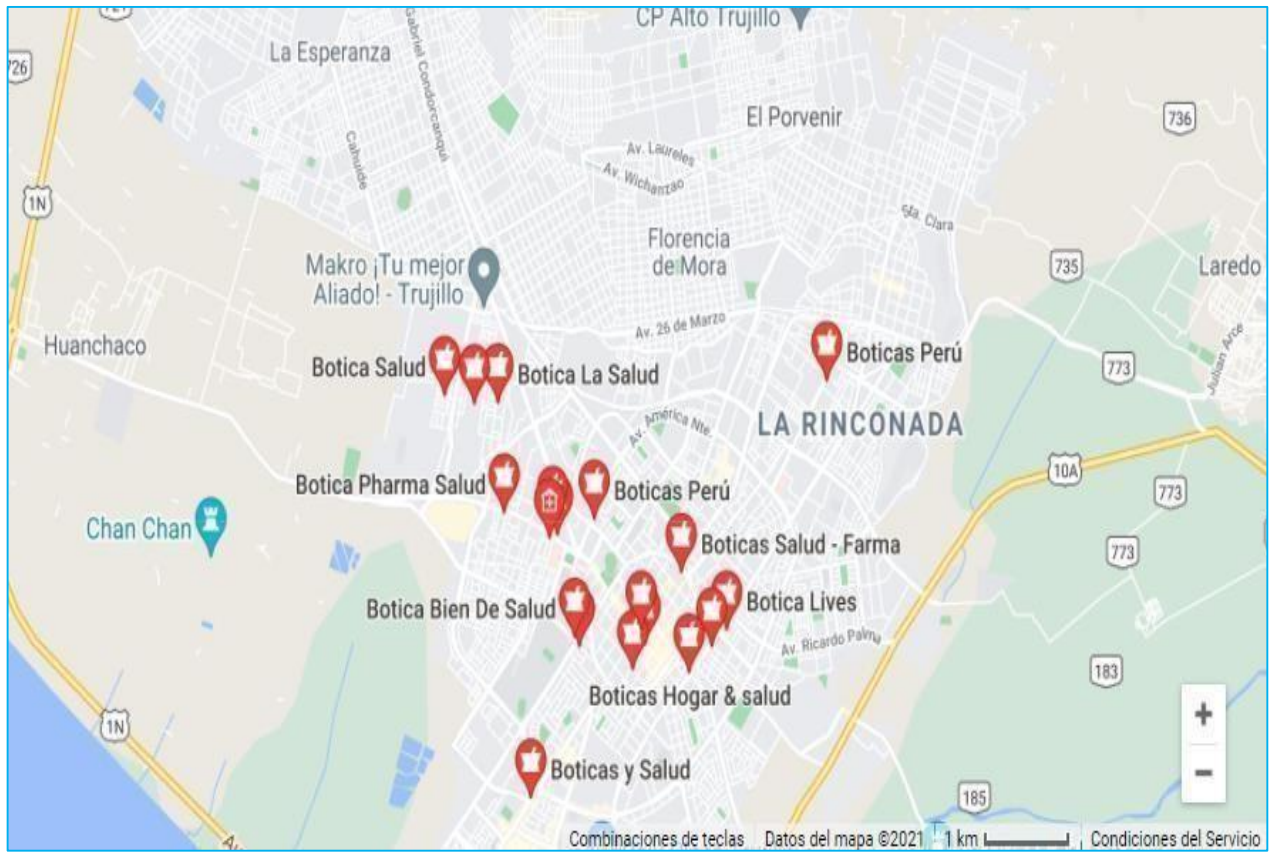 CP Alto Trujillo
La Esperanza
726
Gabriel Condorcanqui
El Porvenir
736
Cahuide
Av. Laureles
Av. Wichanzao
1N
Sta. Clara
Florencia
de Mora
Makro ¡Tu mejor
Aliado! - Trujillo
735
Laredo
Av. 26 de Marzo
Huanchaco
Botica Salud
Botica La Salud
Boticas Perú
773
Julian Arce
Av. América Nte.
LA RINCONADA
10A
Botica Pharma Salud
Boticas Perú
773
Chan Chan
Boticas Salud - Farma
773
Botica Bien De Salud
Botica Lives
Av. Ricardo Palma
183
Boticas Hogar & salud
1N
Boticas y Salud
185
Combinaciones de teclas
Datos del mapa ©2021
1 km
Condiciones del Servicio